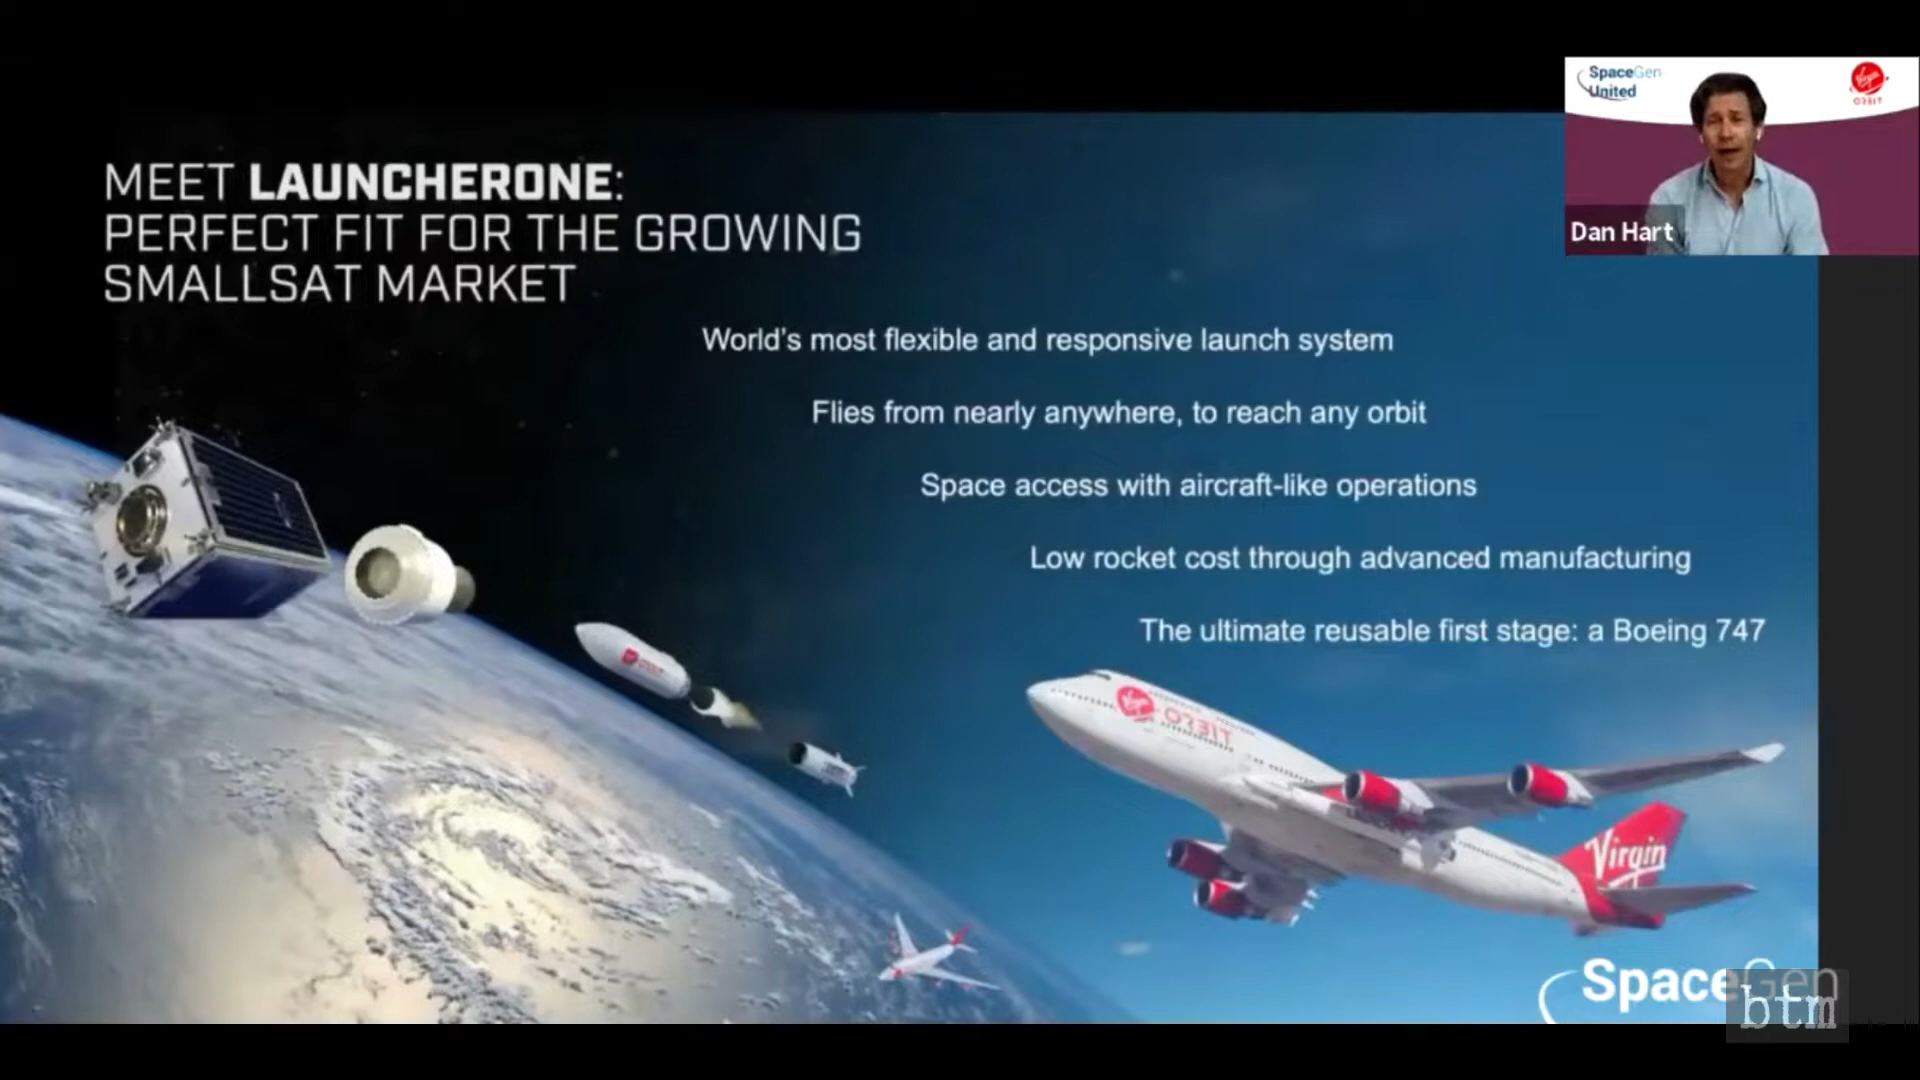 SpaceGen
United
Virgin
ORBIT
Dan Hart
MEET LAUNCHERONE:
PERFECT FIT FOR THE GROWING
SMALLSAT MARKET
World's most flexible and responsive launch system
Flies from nearly anywhere, to reach any orbit
Space access with aircraft-like operations
Low rocket cost through advanced manufacturing
The ultimate reusable first stage: a Boeing 747
Virgin
ORBIT
Virgin
SpaceGen
btm